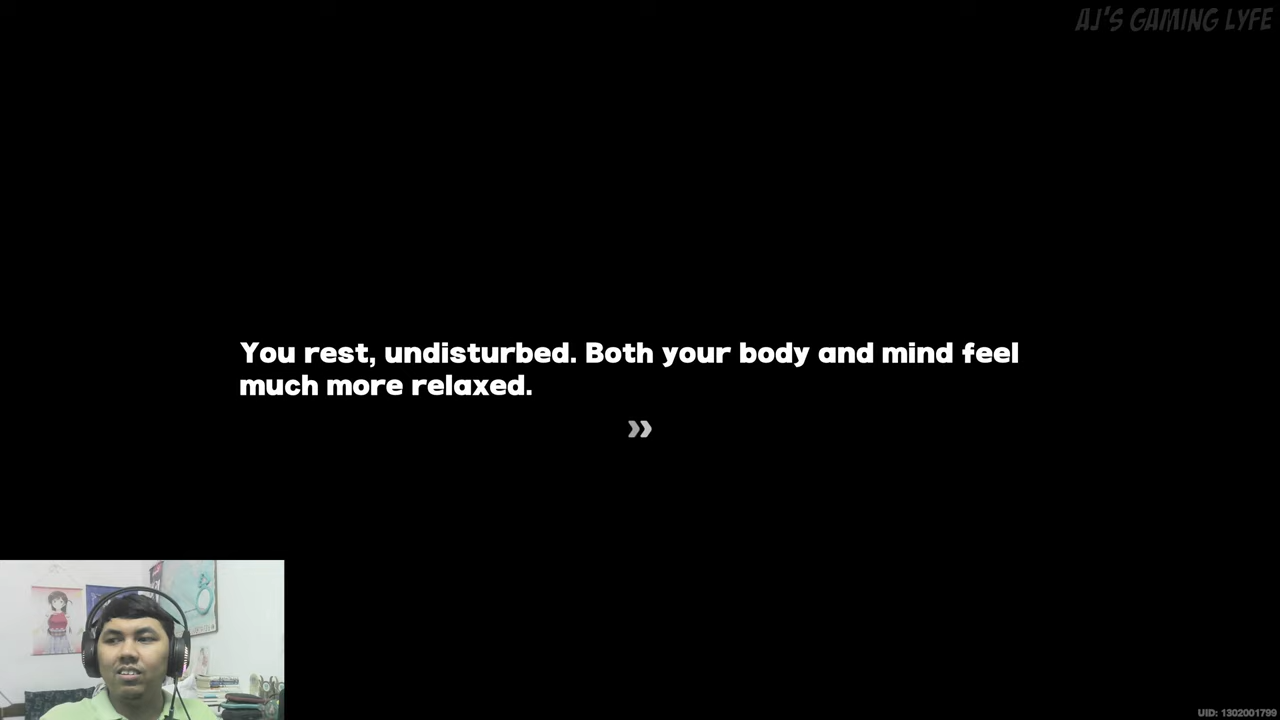 AJ'S GAMING LYFE
You rest, undisturbed. Both your body and mind feel
much more relaxed.
UID: 1302001799